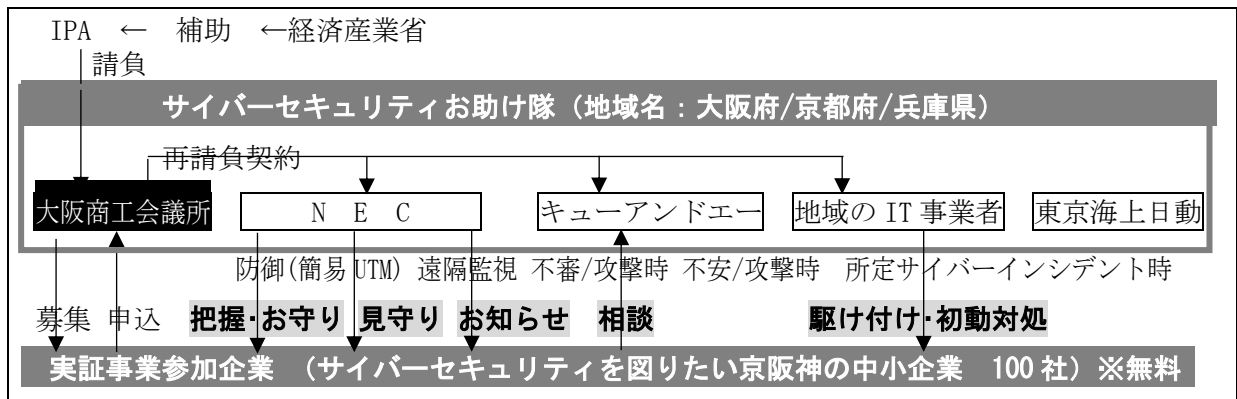 IPA ← 補助 ←経済産業省
請負
サイバーセキュリティお助け隊（地域名：大阪府/京都府/兵庫県）
再請負契約
大阪商工会議所 ＮＥＣ キューアンドエー 地域のIT事業者 東京海上日動
防御(簡易UTM) 遠隔監視 不審/攻撃時 不安/攻撃時 所定サイバーインシデント時
募集 申込 把握・お守り 見守り お知らせ 相談 駆け付け・初動対処
実証事業参加企業 （サイバーセキュリティを図りたい京阪神の中小企業 100社）※無料